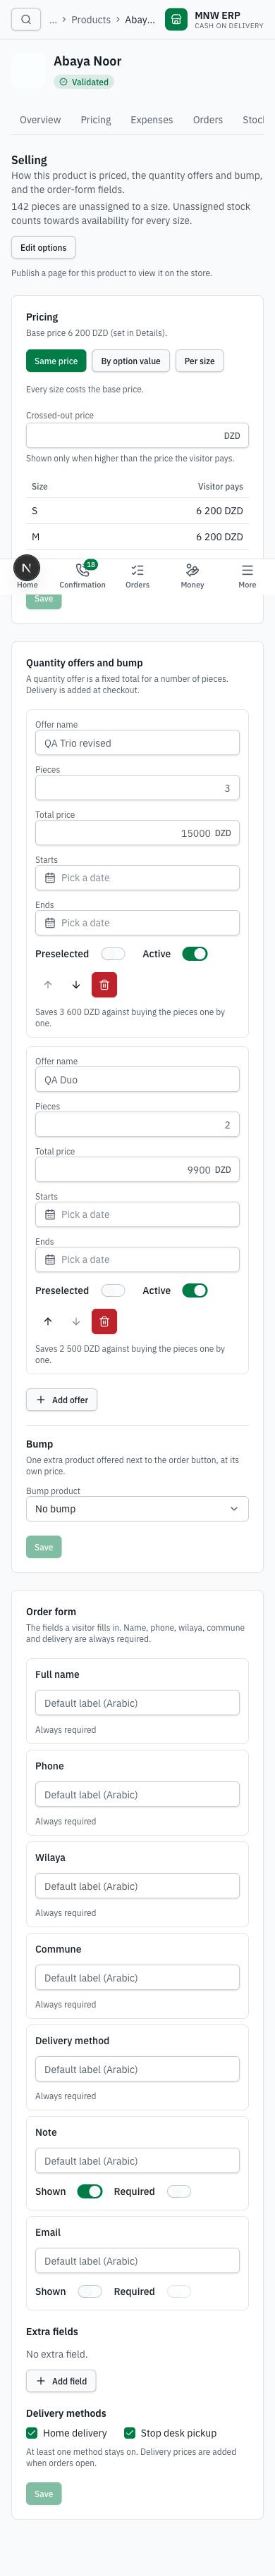 ... > Products > Abay...
MNW ERP
CASH ON DELIVERY
Abaya Noor
Validated
Overview Pricing Expenses Orders Stock
Selling
How this product is priced, the quantity offers and bump,
and the order-form fields.
142 pieces are unassigned to a size. Unassigned stock
counts towards availability for every size.
Edit options
Publish a page for this product to view it on the store.
Pricing
Base price 6 200 DZD (set in Details).
Same price By option value Per size
Every size costs the base price.
Crossed-out price
DZD
Shown only when higher than the price the visitor pays.
Size Visitor pays
S 6 200 DZD
M 6 200 DZD
N 18
Home Confirmation Orders Money More
Save
Quantity offers and bump
A quantity offer is a fixed total for a number of pieces.
Delivery is added at checkout.
Offer name
QA Trio revised
Pieces
3
Total price
15000 DZD
Starts
Pick a date
Ends
Pick a date
Preselected Active
Saves 3 600 DZD against buying the pieces one by
one.
Offer name
QA Duo
Pieces
2
Total price
9900 DZD
Starts
Pick a date
Ends
Pick a date
Preselected Active
Saves 2 500 DZD against buying the pieces one by
one.
+ Add offer
Bump
One extra product offered next to the order button, at its
own price.
Bump product
No bump
Save
Order form
The fields a visitor fills in. Name, phone, wilaya, commune
and delivery are always required.
Full name
Default label (Arabic)
Always required
Phone
Default label (Arabic)
Always required
Wilaya
Default label (Arabic)
Always required
Commune
Default label (Arabic)
Always required
Delivery method
Default label (Arabic)
Always required
Note
Default label (Arabic)
Shown Required
Email
Default label (Arabic)
Shown Required
Extra fields
No extra field.
+ Add field
Delivery methods
Home delivery Stop desk pickup
At least one method stays on. Delivery prices are added
when orders open.
Save